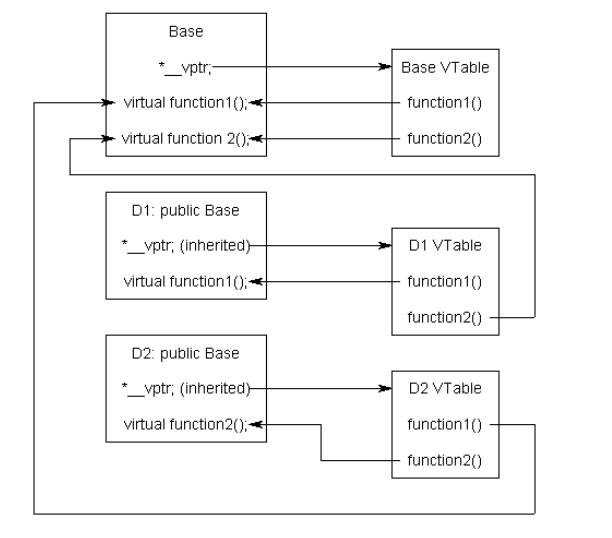 Base
*__vptr;
virtual function1();
virtual function 2();
Base VTable
function1()
function2()
D1: public Base
*__vptr; (inherited)
virtual function1();
D1 VTable
function1()
function2()
D2: public Base
*__vptr; (inherited)
virtual function2();
D2 VTable
function1()
function2()